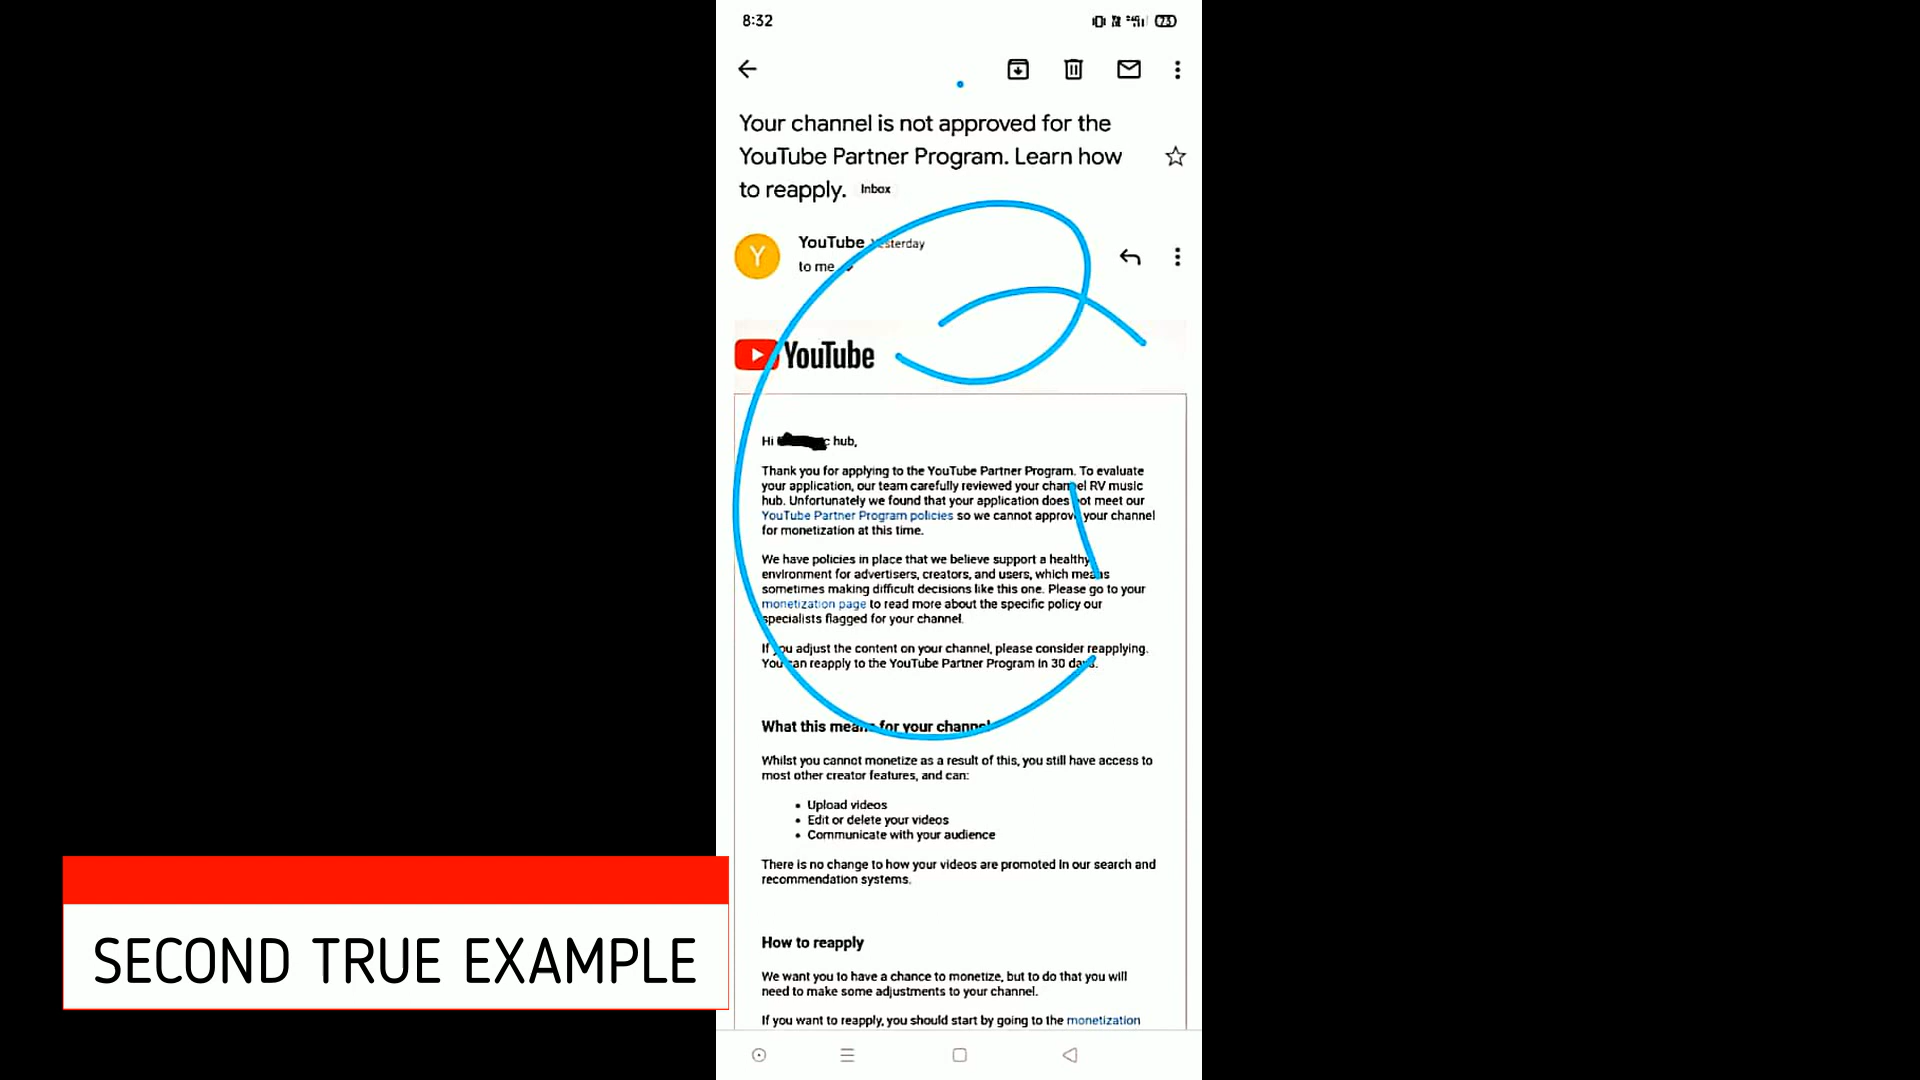 8:32
73
Your channel is not approved for the
YouTube Partner Program. Learn how
to reapply. Inbox
Y
YouTube Yesterday
to me
YouTube
Hi hub,
Thank you for applying to the YouTube Partner Program. To evaluate
your application, our team carefully reviewed your channel RV music
hub. Unfortunately we found that your application does not meet our
YouTube Partner Program policies so we cannot approve your channel
for monetization at this time.
We have policies in place that we believe support a healthy
environment for advertisers, creators, and users, which means
sometimes making difficult decisions like this one. Please go to your
monetization page to read more about the specific policy our
specialists flagged for your channel.
If you adjust the content on your channel, please consider reapplying.
You can reapply to the YouTube Partner Program in 30 days.
What this means for your channel
Whilst you cannot monetize as a result of this, you still have access to
most other creator features, and can:
• Upload videos
• Edit or delete your videos
• Communicate with your audience
There is no change to how your videos are promoted in our search and
recommendation systems.
How to reapply
We want you to have a chance to monetize, but to do that you will
need to make some adjustments to your channel.
If you want to reapply, you should start by going to the monetization
SECOND TRUE EXAMPLE